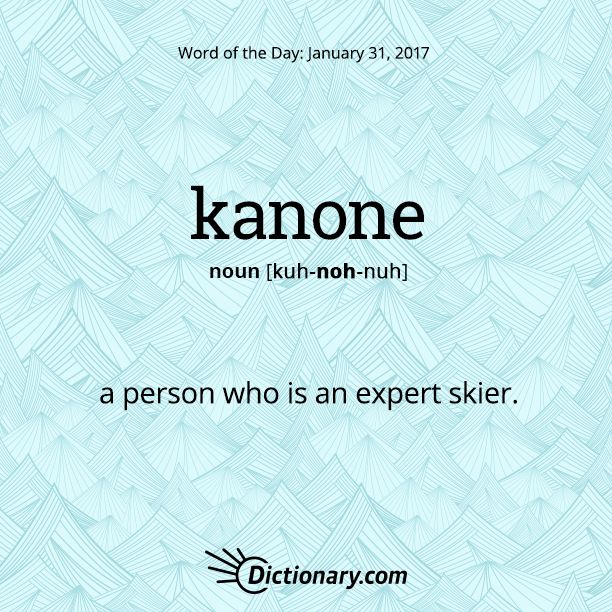 Word of the Day: January 31, 2017
kanone
noun [kuh-noh-nuh]
a person who is an expert skier.
Dictionary.com